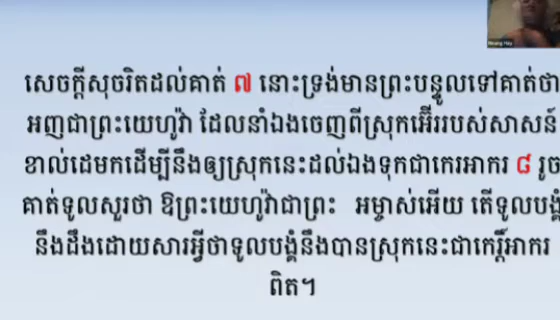 សេចក្ដីសុចរិតដល់គាត់ ៧ នោះទ្រង់មានព្រះបន្ទូលទៅគាត់ថា
អញជាព្រះយេហូវ៉ា ដែលនាំឯងចេញពីស្រុកអ៊ើររបស់សាសន៍
ខាល់ដេមកដើម្បីនឹងឲ្យស្រុកនេះដល់ឯងទុកជាកេរអាករ ៨ រួច
គាត់ទូលសួរថា ឱព្រះយេហូវ៉ាជាព្រះ អម្ចាស់អើយ តើទូលបង្គំ
នឹងដឹងដោយសារអ្វីថាទូលបង្គំនឹងបានស្រុកនេះជាកេរ្តិ៍អាករ
ពិត។